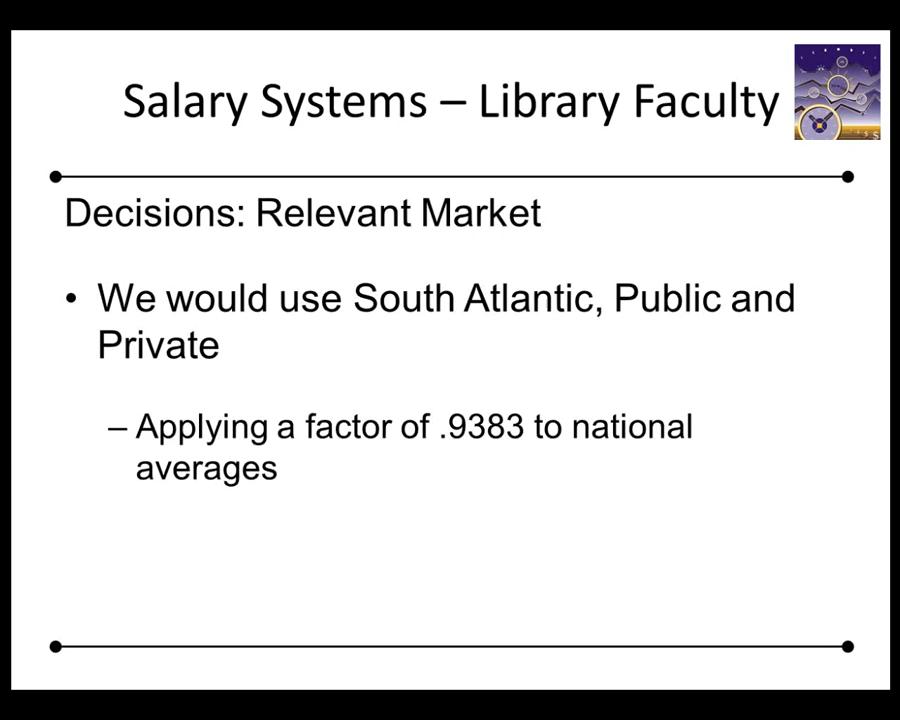 Salary Systems – Library Faculty
Decisions: Relevant Market
• We would use South Atlantic, Public and
Private
– Applying a factor of .9383 to national
averages